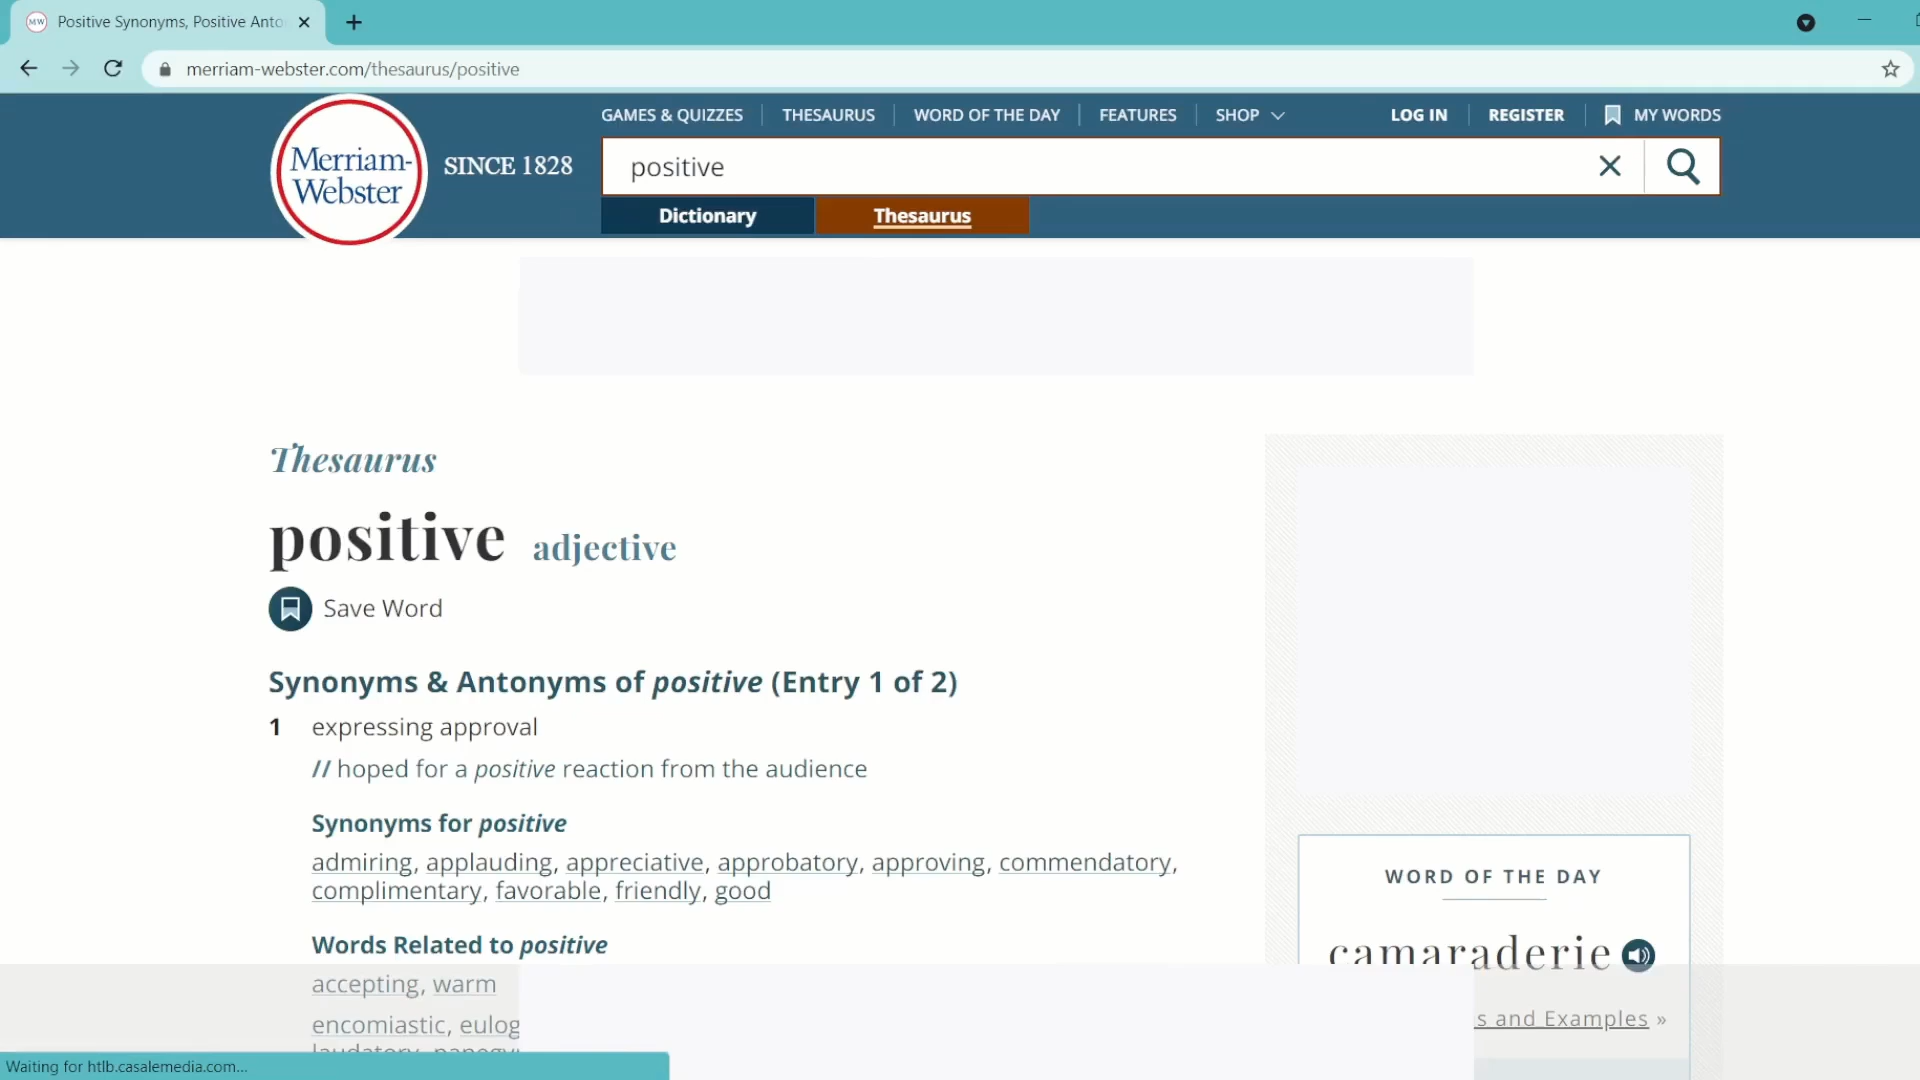 Positive Synonyms, Positive Anto
merriam-webster.com/thesaurus/positive
GAMES & QUIZZES THESAURUS WORD OF THE DAY FEATURES SHOP LOG IN REGISTER MY WORDS
Merriam-
Webster
SINCE 1828
positive
Dictionary Thesaurus
Thesaurus
positive adjective
Save Word
Synonyms & Antonyms of positive (Entry 1 of 2)
1 expressing approval
// hoped for a positive reaction from the audience
Synonyms for positive
admiring, applauding, appreciative, approbatory, approving, commendatory,
complimentary, favorable, friendly, good
Words Related to positive
accepting, warm
encomiastic, eulog
WORD OF THE DAY
camaraderie
s and Examples »
Waiting for htlb.casalemedia.com...